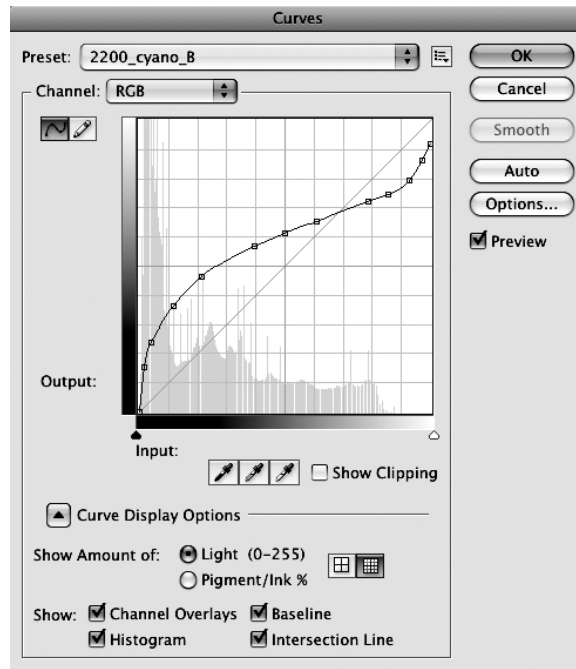 Curves
Preset: 2200_cyano_B
OK
Channel: RGB
Cancel
Smooth
Auto
Options...
Preview
Output:
Input:
Show Clipping
Curve Display Options
Show Amount of: Light (0-255)
Pigment/Ink %
Show: Channel Overlays Baseline
Histogram Intersection Line